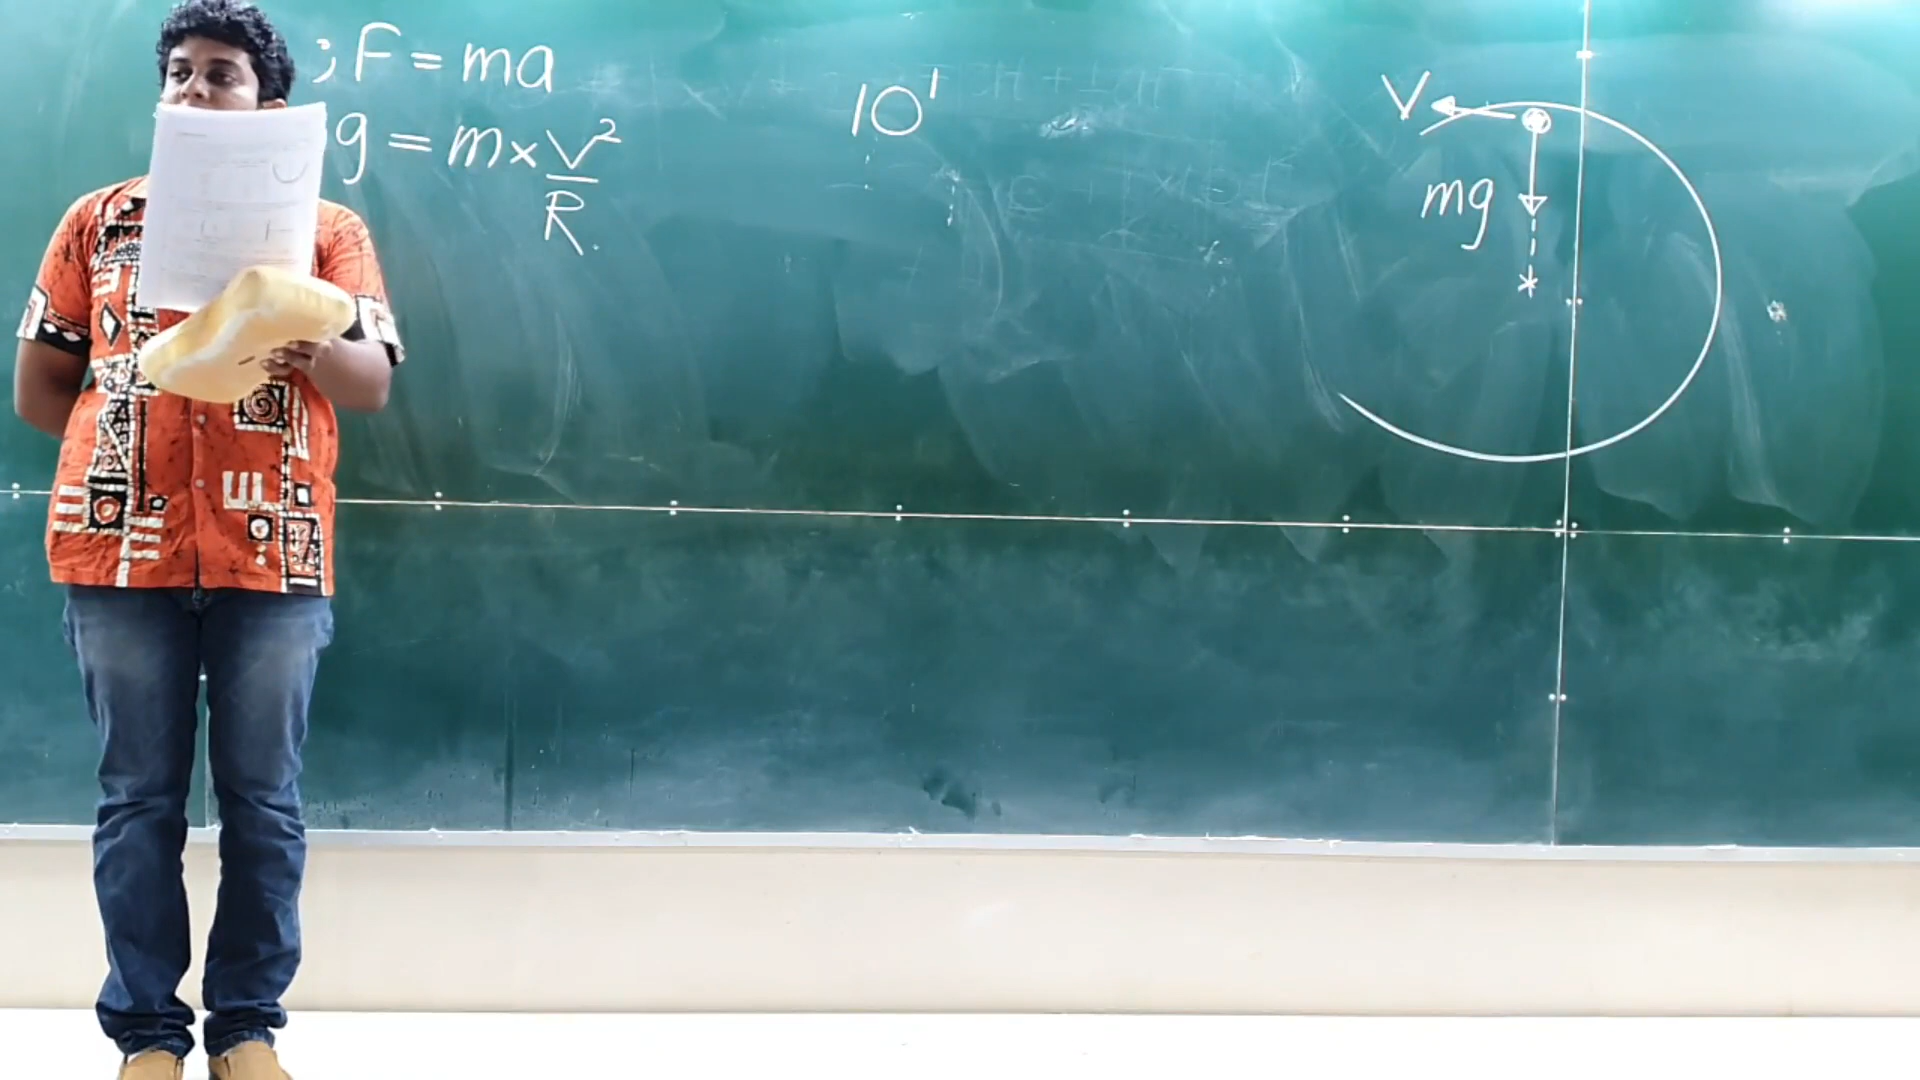 ; F = ma
g = m × V²/R.
10'
V
mg